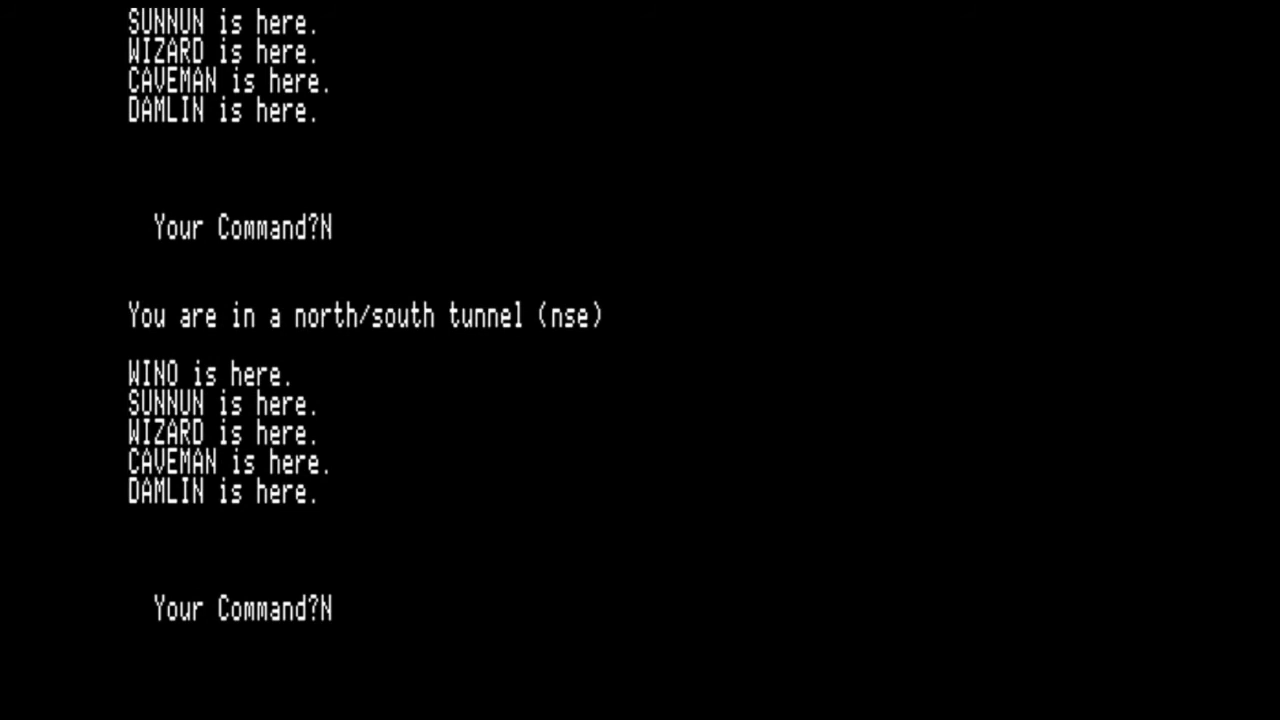 SUNNUN is here.
WIZARD is here.
CAVEMAN is here.
DAMLIN is here.
Your Command?N
You are in a north/south tunnel (nse)
WINO is here.
SUNNUN is here.
WIZARD is here.
CAVEMAN is here.
DAMLIN is here.
Your Command?N